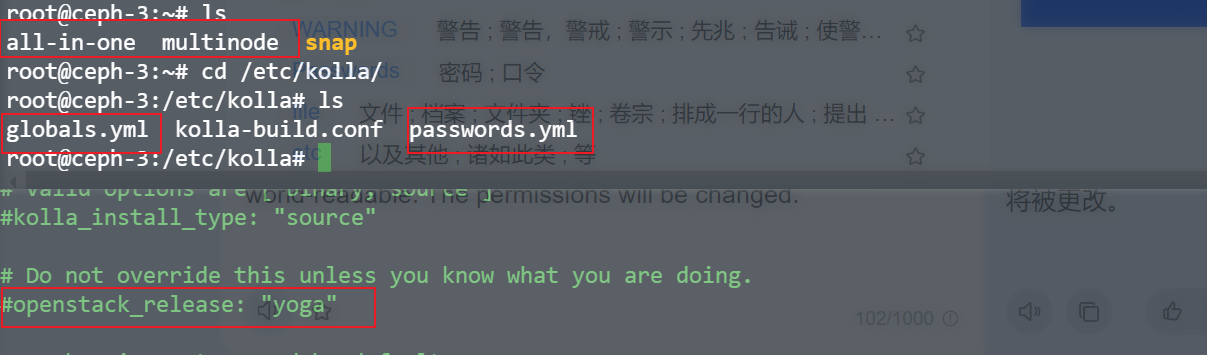 root@ceph-3:~# ls
all-in-one  multinode  snap
WARNING 警告；警告，警戒；警示；先兆；告诫；使警…
root@ceph-3:~# cd /etc/kolla/
密码；口令
root@ceph-3:/etc/kolla# ls
file 文件；档案；文件夹；锉；卷宗；排成一行的人；提出 …
globals.yml  kolla-build.conf  passwords.yml
root@ceph-3:/etc/kolla#
etc 以及其他；诸如此类；等
# Valid options are [ binary, source ]
world-readable. The permissions will be changed.
将被更改。
#kolla_install_type: "source"
# Do not override this unless you know what you are doing.
#openstack_release: "yoga"
102/1000